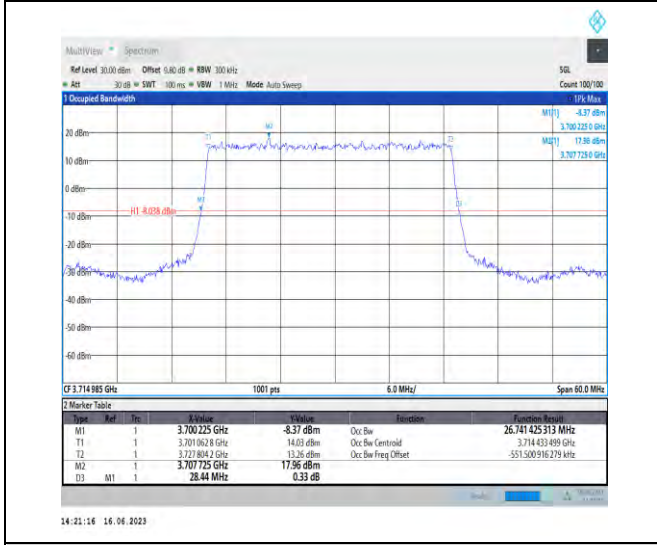 MultiView Spectrum
Ref Level 30.00 dBm Offset 9.80 dB RBW 300 kHz SGL
Att 30 dB SWT 100 ms VBW 1 MHz Mode Auto Sweep Count 100/100
1 Occupied Bandwidth 1Pk Max
M1[1] -8.37 dBm
3.700 225 0 GHz
M2[1] 17.96 dBm
3.707 725 0 GHz
M2
T1
T2
20 dBm
10 dBm
0 dBm
M1
D3
H1 -8.038 dBm
-10 dBm
-20 dBm
-30 dBm
-40 dBm
-50 dBm
-60 dBm
CF 3.714 985 GHz 1001 pts 6.0 MHz/ Span 60.0 MHz
2 Marker Table
Type Ref Trc X-Value Y-Value Function Function Result
M1 1 3.700 225 GHz -8.37 dBm Occ Bw 26.741 425 313 MHz
T1 1 3.701 062 8 GHz 14.03 dBm Occ Bw Centroid 3.714 433 499 GHz
T2 1 3.727 804 2 GHz 13.26 dBm Occ Bw Freq Offset -551.500 916 279 kHz
M2 1 3.707 725 GHz 17.96 dBm
D3 M1 1 28.44 MHz 0.33 dB
14:21:16 16.06.2023